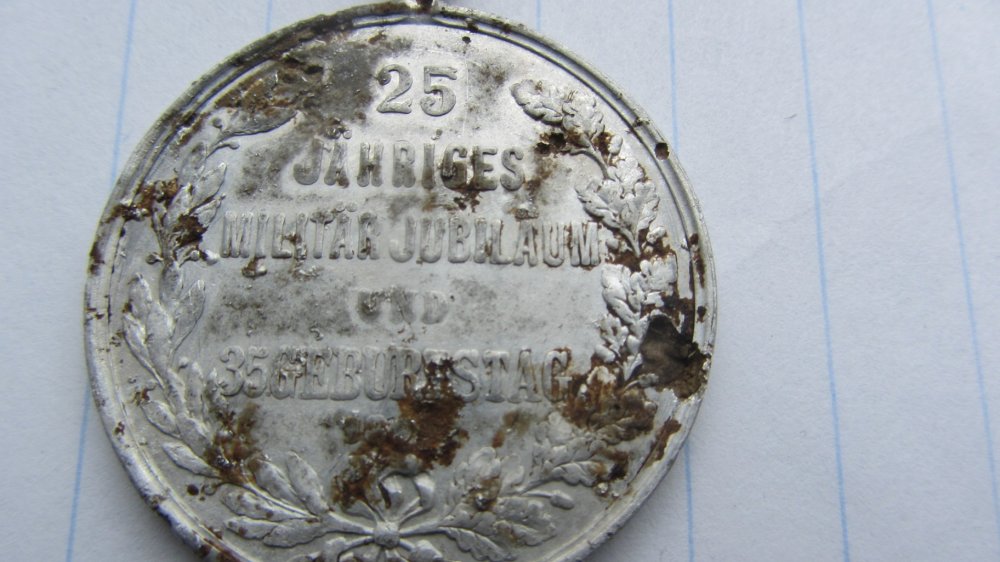 25
JÄHRIGES
MILITÄR JUBILÄUM
UND
35 GEBURTSTAG